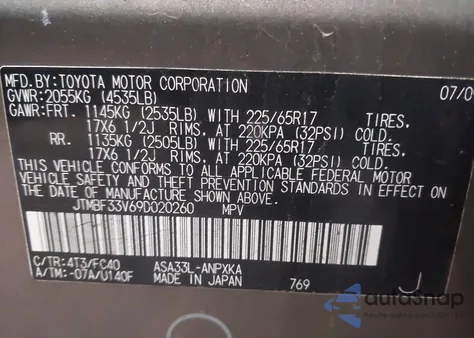 MFD.BY:TOYOTA MOTOR CORPORATION 07/0
GVWR:2055KG (4535LB)
GAWR:FRT. 1145KG (2535LB) WITH 225/65R17 TIRES.
17X6 1/2J RIMS, AT 220KPA (32PSI) COLD.
RR. 1135KG (2505LB) WITH 225/65R17 TIRES.
17X6 1/2J RIMS, AT 220KPA (32PSI) COLD.
THIS VEHICLE CONFORMS TO ALL APPLICABLE FEDERAL MOTOR
VEHICLE SAFETY AND THEFT PREVENTION STANDARDS IN EFFECT ON
THE DATE OF MANUFACTURE SHOWN ABOVE.
JTMBF33V69D020260 MPV
C/TR:4T3/FC40 ASA33L-ANPXKA
A/TM:-07A/U140F MADE IN JAPAN 769 J
autosnap